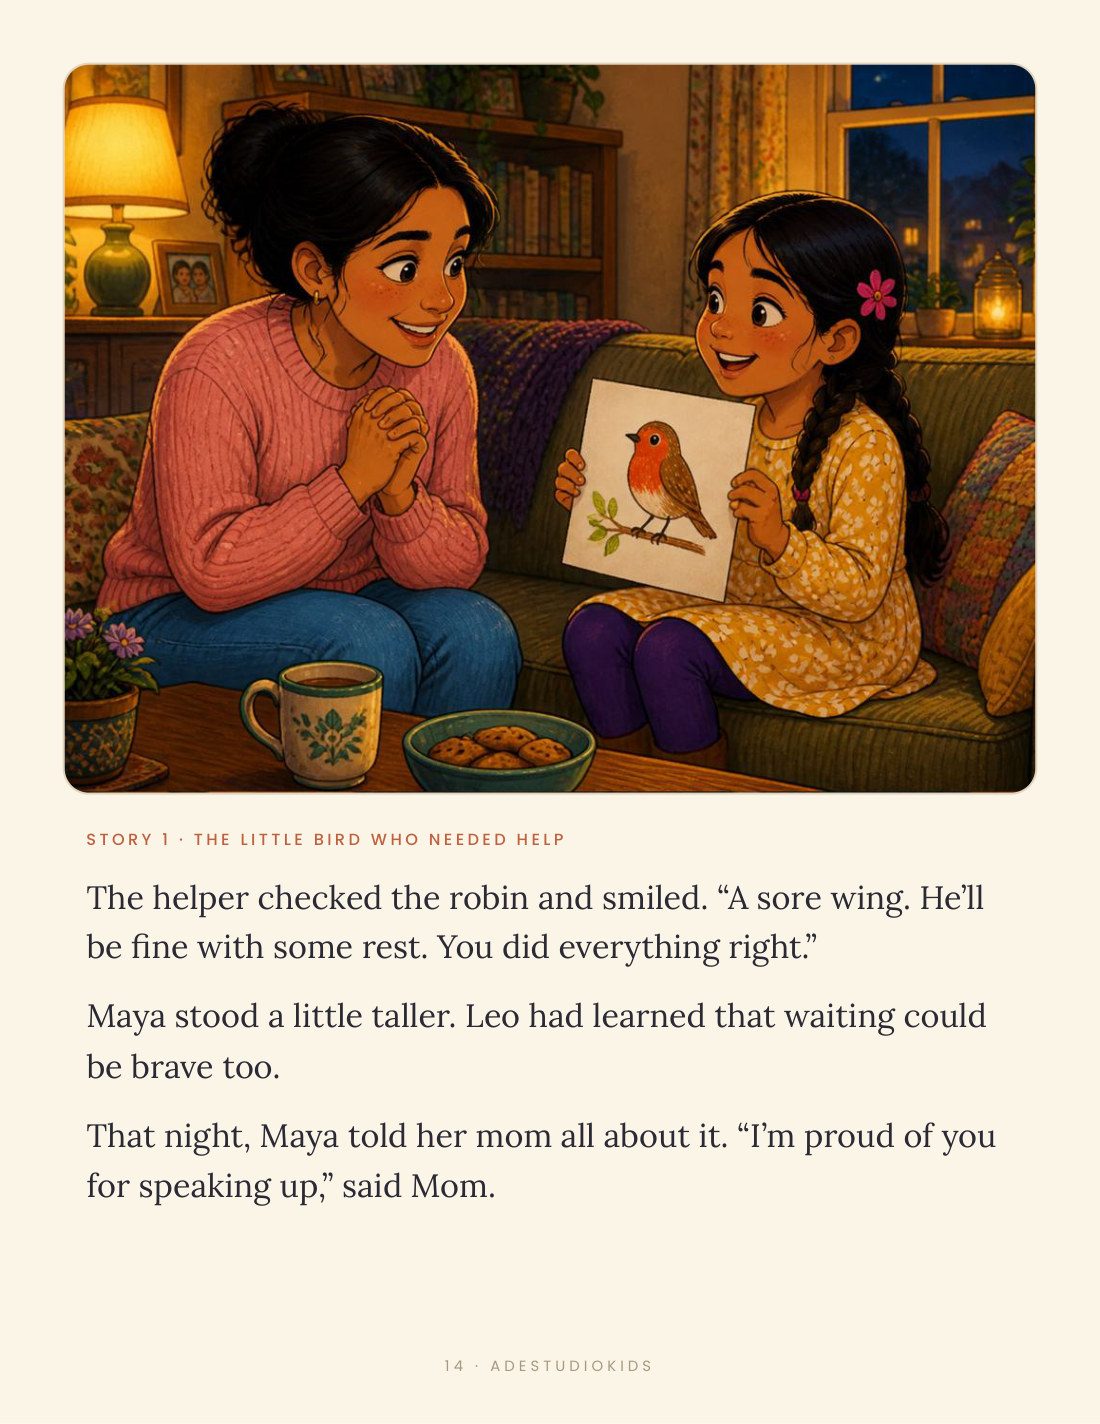 STORY 1 · THE LITTLE BIRD WHO NEEDED HELP
The helper checked the robin and smiled. “A sore wing. He’ll
be fine with some rest. You did everything right.”
Maya stood a little taller. Leo had learned that waiting could
be brave too.
That night, Maya told her mom all about it. “I’m proud of you
for speaking up,” said Mom.
14 · ADESTUDIOKIDS